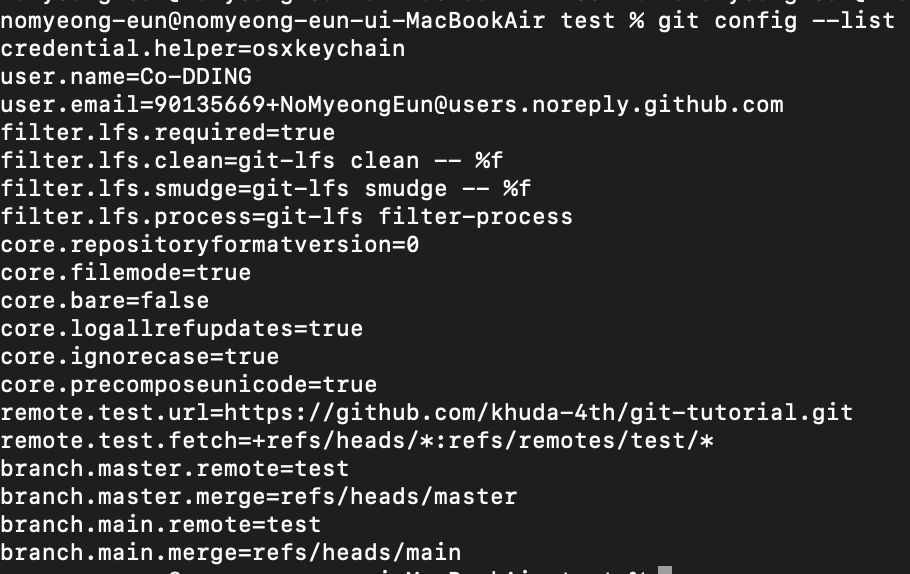 nomyeong-eun@nomyeong-eun-ui-MacBookAir test % git config --list
credential.helper=osxkeychain
user.name=Co-DDING
user.email=90135669+NoMyeongEun@users.noreply.github.com
filter.lfs.required=true
filter.lfs.clean=git-lfs clean -- %f
filter.lfs.smudge=git-lfs smudge -- %f
filter.lfs.process=git-lfs filter-process
core.repositoryformatversion=0
core.filemode=true
core.bare=false
core.logallrefupdates=true
core.ignorecase=true
core.precomposeunicode=true
remote.test.url=https://github.com/khuda-4th/git-tutorial.git
remote.test.fetch=+refs/heads/*:refs/remotes/test/*
branch.master.remote=test
branch.master.merge=refs/heads/master
branch.main.remote=test
branch.main.merge=refs/heads/main